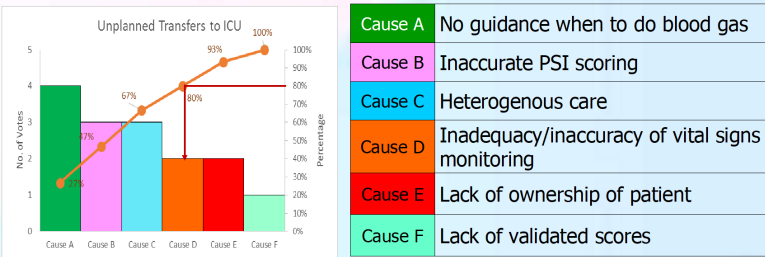 Unplanned Transfers to ICU
No. of Votes
5
4
3
2
1
0
27%
47%
67%
80%
93%
100%
100%
90%
80%
70%
60%
50%
40%
30%
20%
10%
0%
Percentage
Cause A
Cause B
Cause C
Cause D
Cause E
Cause F
Cause A No guidance when to do blood gas
Cause B Inaccurate PSI scoring
Cause C Heterogenous care
Cause D Inadequacy/inaccuracy of vital signs
monitoring
Cause E Lack of ownership of patient
Cause F Lack of validated scores